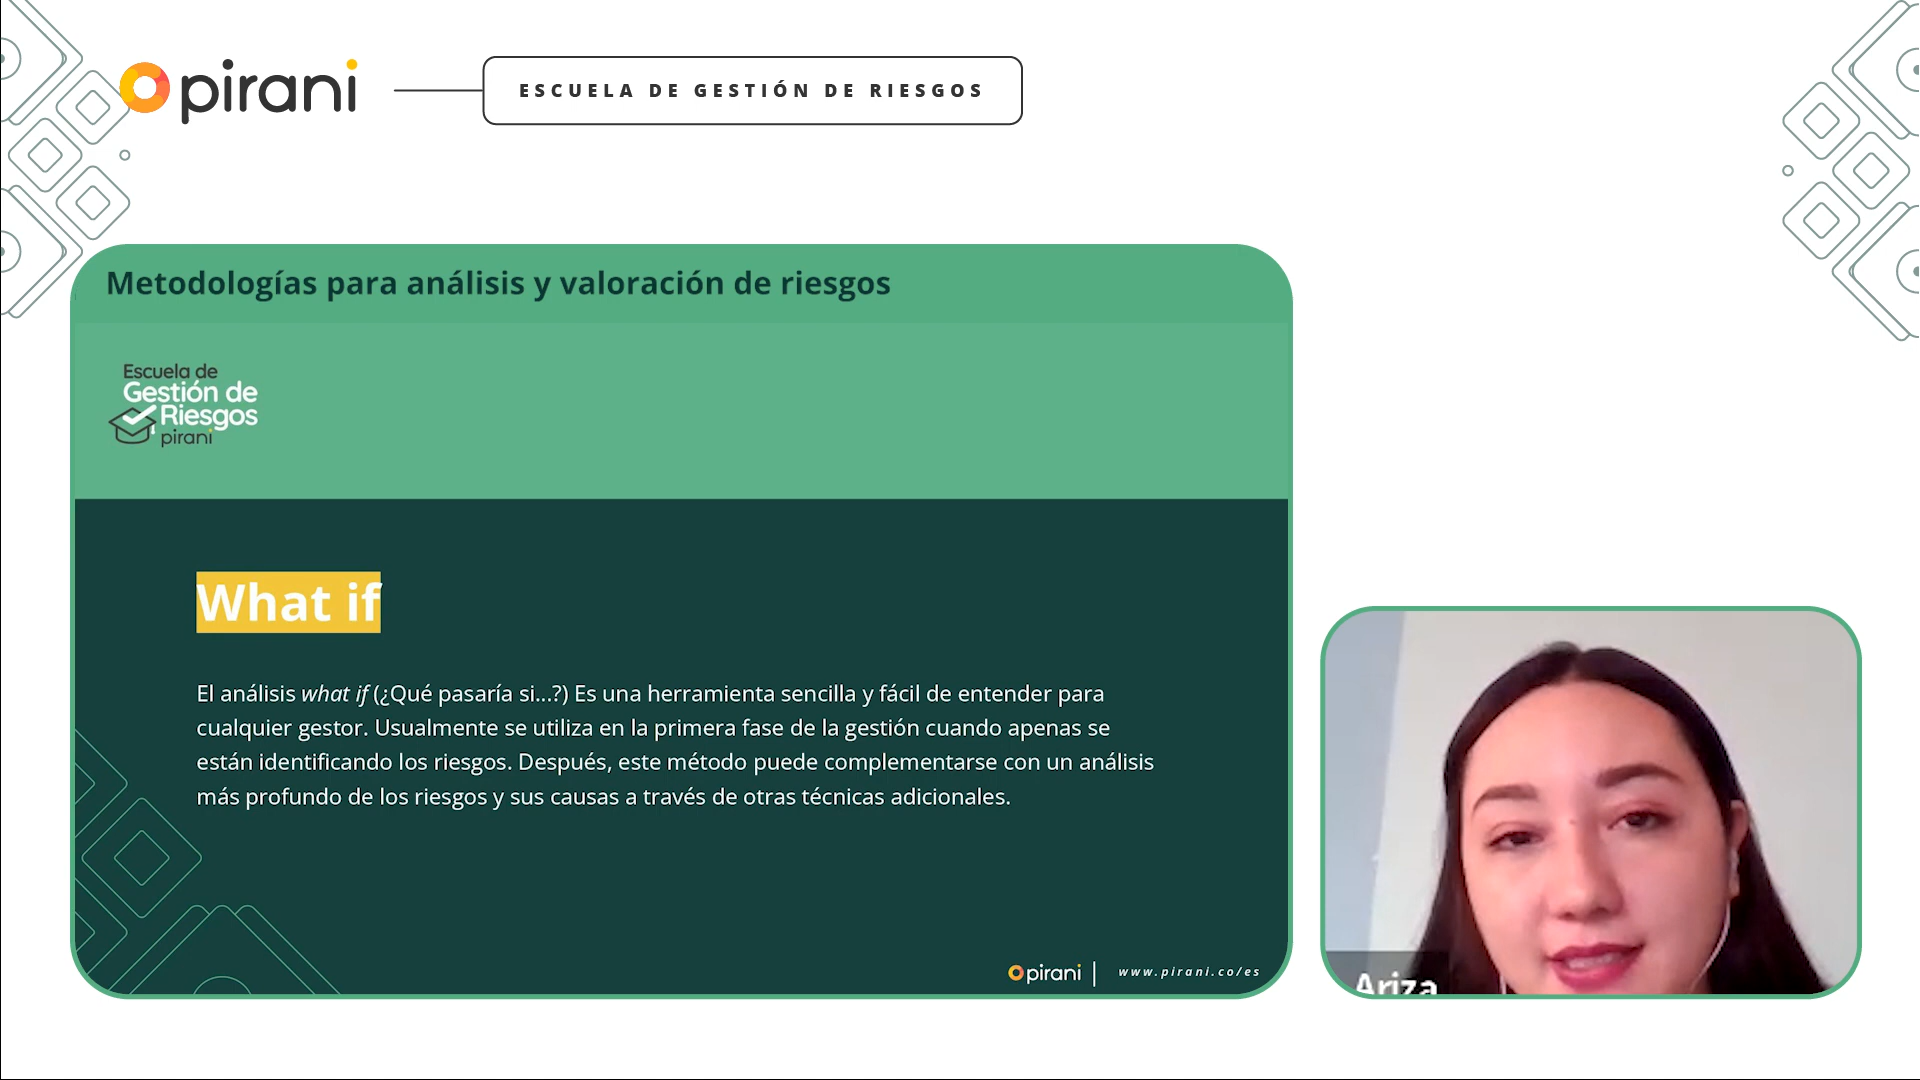 pirani
ESCUELA DE GESTIÓN DE RIESGOS
Metodologías para análisis y valoración de riesgos
Escuela de
Gestión de
Riesgos
pirani
What if
El análisis what if (¿Qué pasaría si...?) Es una herramienta sencilla y fácil de entender para
cualquier gestor. Usualmente se utiliza en la primera fase de la gestión cuando apenas se
están identificando los riesgos. Después, este método puede complementarse con un análisis
más profundo de los riesgos y sus causas a través de otras técnicas adicionales.
pirani | www.pirani.co/es
Ariza